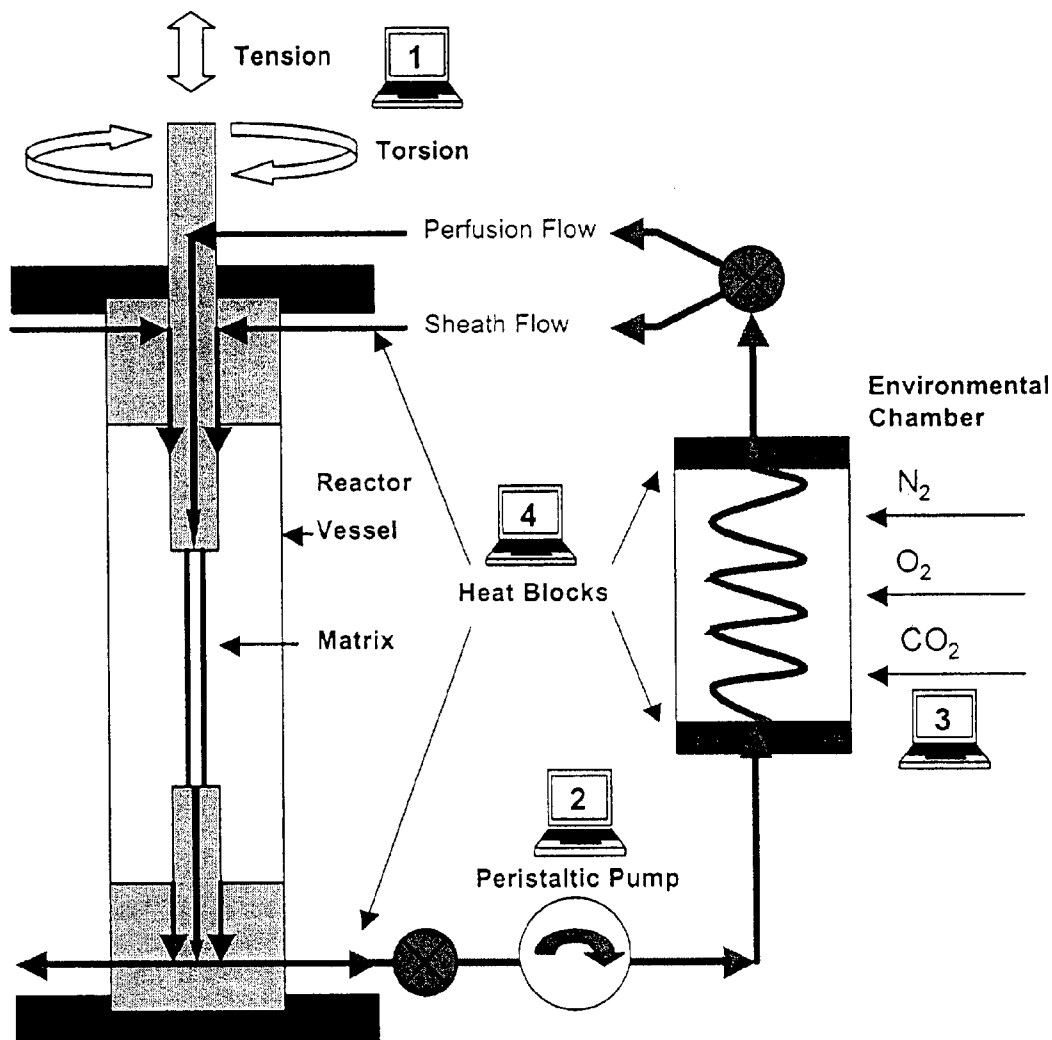 Tension
1
Torsion
Perfusion Flow
Sheath Flow
Environmental
Chamber
N₂
Reactor
Vessel
4
O₂
Heat Blocks
CO₂
Matrix
3
2
Peristaltic Pump